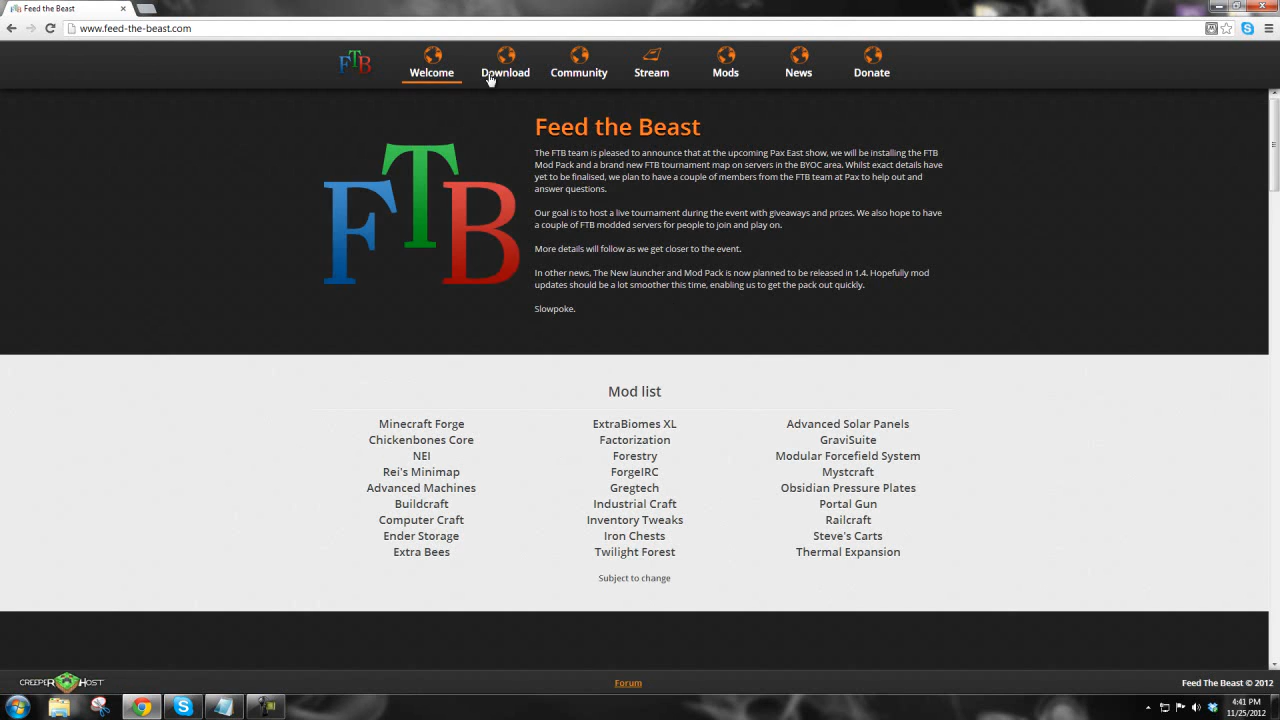 Feed the Beast
www.feed-the-beast.com
FTB
Welcome
Download
Community
Stream
Mods
News
Donate
FTB
Feed the Beast
The FTB team is pleased to announce that at the upcoming Pax East show, we will be installing the FTB
Mod Pack and a brand new FTB tournament map on servers in the BYOC area. Whilst exact details have
yet to be finalised, we plan to have a couple of members from the FTB team at Pax to help out and
answer questions.
Our goal is to host a live tournament during the event with giveaways and prizes. We also hope to have
a couple of FTB modded servers for people to join and play on.
More details will follow as we get closer to the event.
In other news, The New launcher and Mod Pack is now planned to be released in 1.4. Hopefully mod
updates should be a lot smoother this time, enabling us to get the pack out quickly.
Slowpoke.
Mod list
Minecraft Forge
Chickenbones Core
NEI
Rei's Minimap
Advanced Machines
Buildcraft
Computer Craft
Ender Storage
Extra Bees
ExtraBiomes XL
Factorization
Forestry
ForgeIRC
Gregtech
Industrial Craft
Inventory Tweaks
Iron Chests
Twilight Forest
Advanced Solar Panels
GraviSuite
Modular Forcefield System
Mystcraft
Obsidian Pressure Plates
Portal Gun
Railcraft
Steve's Carts
Thermal Expansion
Subject to change
CREEPER HOST
Forum
Feed The Beast © 2012
4:41 PM
11/25/2012